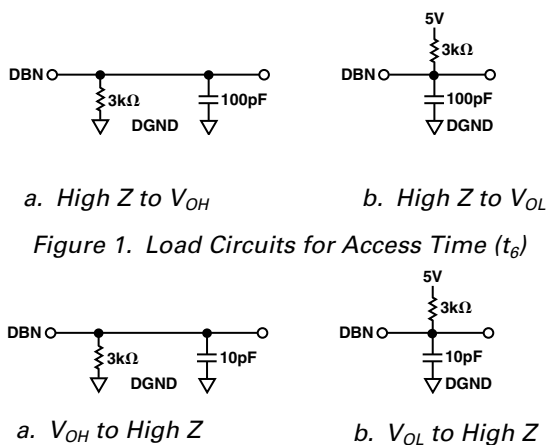 5V
3kΩ
DBN
DBN
3kΩ
100pF
100pF
DGND
DGND
a. High Z to VOH
b. High Z to VOL
Figure 1. Load Circuits for Access Time (t6)
5V
3kΩ
DBN
DBN
3kΩ
10pF
10pF
DGND
DGND
a. VOH to High Z
b. VOL to High Z